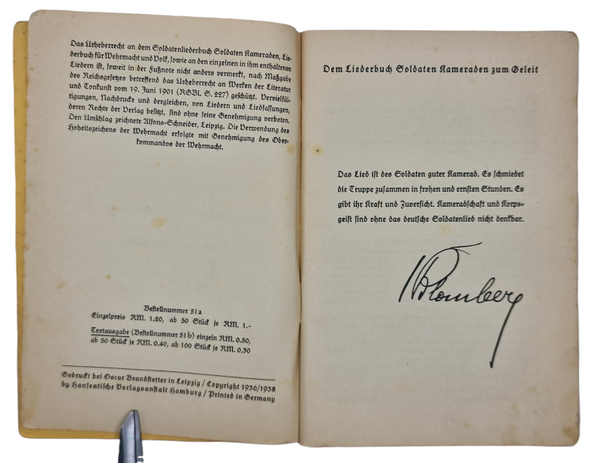 Das Urheberrecht an dem Soldatenliederbuch Soldaten Kameraden, Lie-
derbuch für Wehrmacht und Volk, sowie an den einzelnen in ihm enthaltenen
Liedern ist, soweit in der Fußnote nicht anders vermerkt, nach Maßgabe
des Reichsgesetzes betreffend das Urheberrecht an Werken der Literatur
und Tonkunst vom 19. Juni 1901 (RGBl. S. 227) geschützt. Vervielfäl-
tigungen, Nachdrucke und dergleichen, von Liedern und Liedfassungen,
deren Rechte der Verlag besitzt, sind ohne seine Genehmigung verboten.
Den Umschlag zeichnete Alfons-Schneider, Leipzig. Die Verwendung des
Hoheitszeichens der Wehrmacht erfolgte mit Genehmigung des Ober-
kommandos der Wehrmacht.
Bestellnummer 51a
Einzelpreis RM. 1.20, ab 50 Stück je RM. 1.-
Textausgabe (Bestellnummer 51b) einzeln RM. 0.50,
ab 50 Stück je RM. 0.40, ab 100 Stück je RM. 0.30
Gedruckt bei Oscar Brandstetter in Leipzig / Copyright 1936/1938
by Hanseatische Verlagsanstalt Hamburg / Printed in Germany
Dem Liederbuch Soldaten Kameraden zum Geleit
Das Lied ist des Soldaten guter Kamerad. Es schmiedet
die Truppe zusammen in frohen und ernsten Stunden. Es
gibt ihr Kraft und Zuversicht. Kameradschaft und Korps-
geist sind ohne das deutsche Soldatenlied nicht denkbar.
v Blomberg